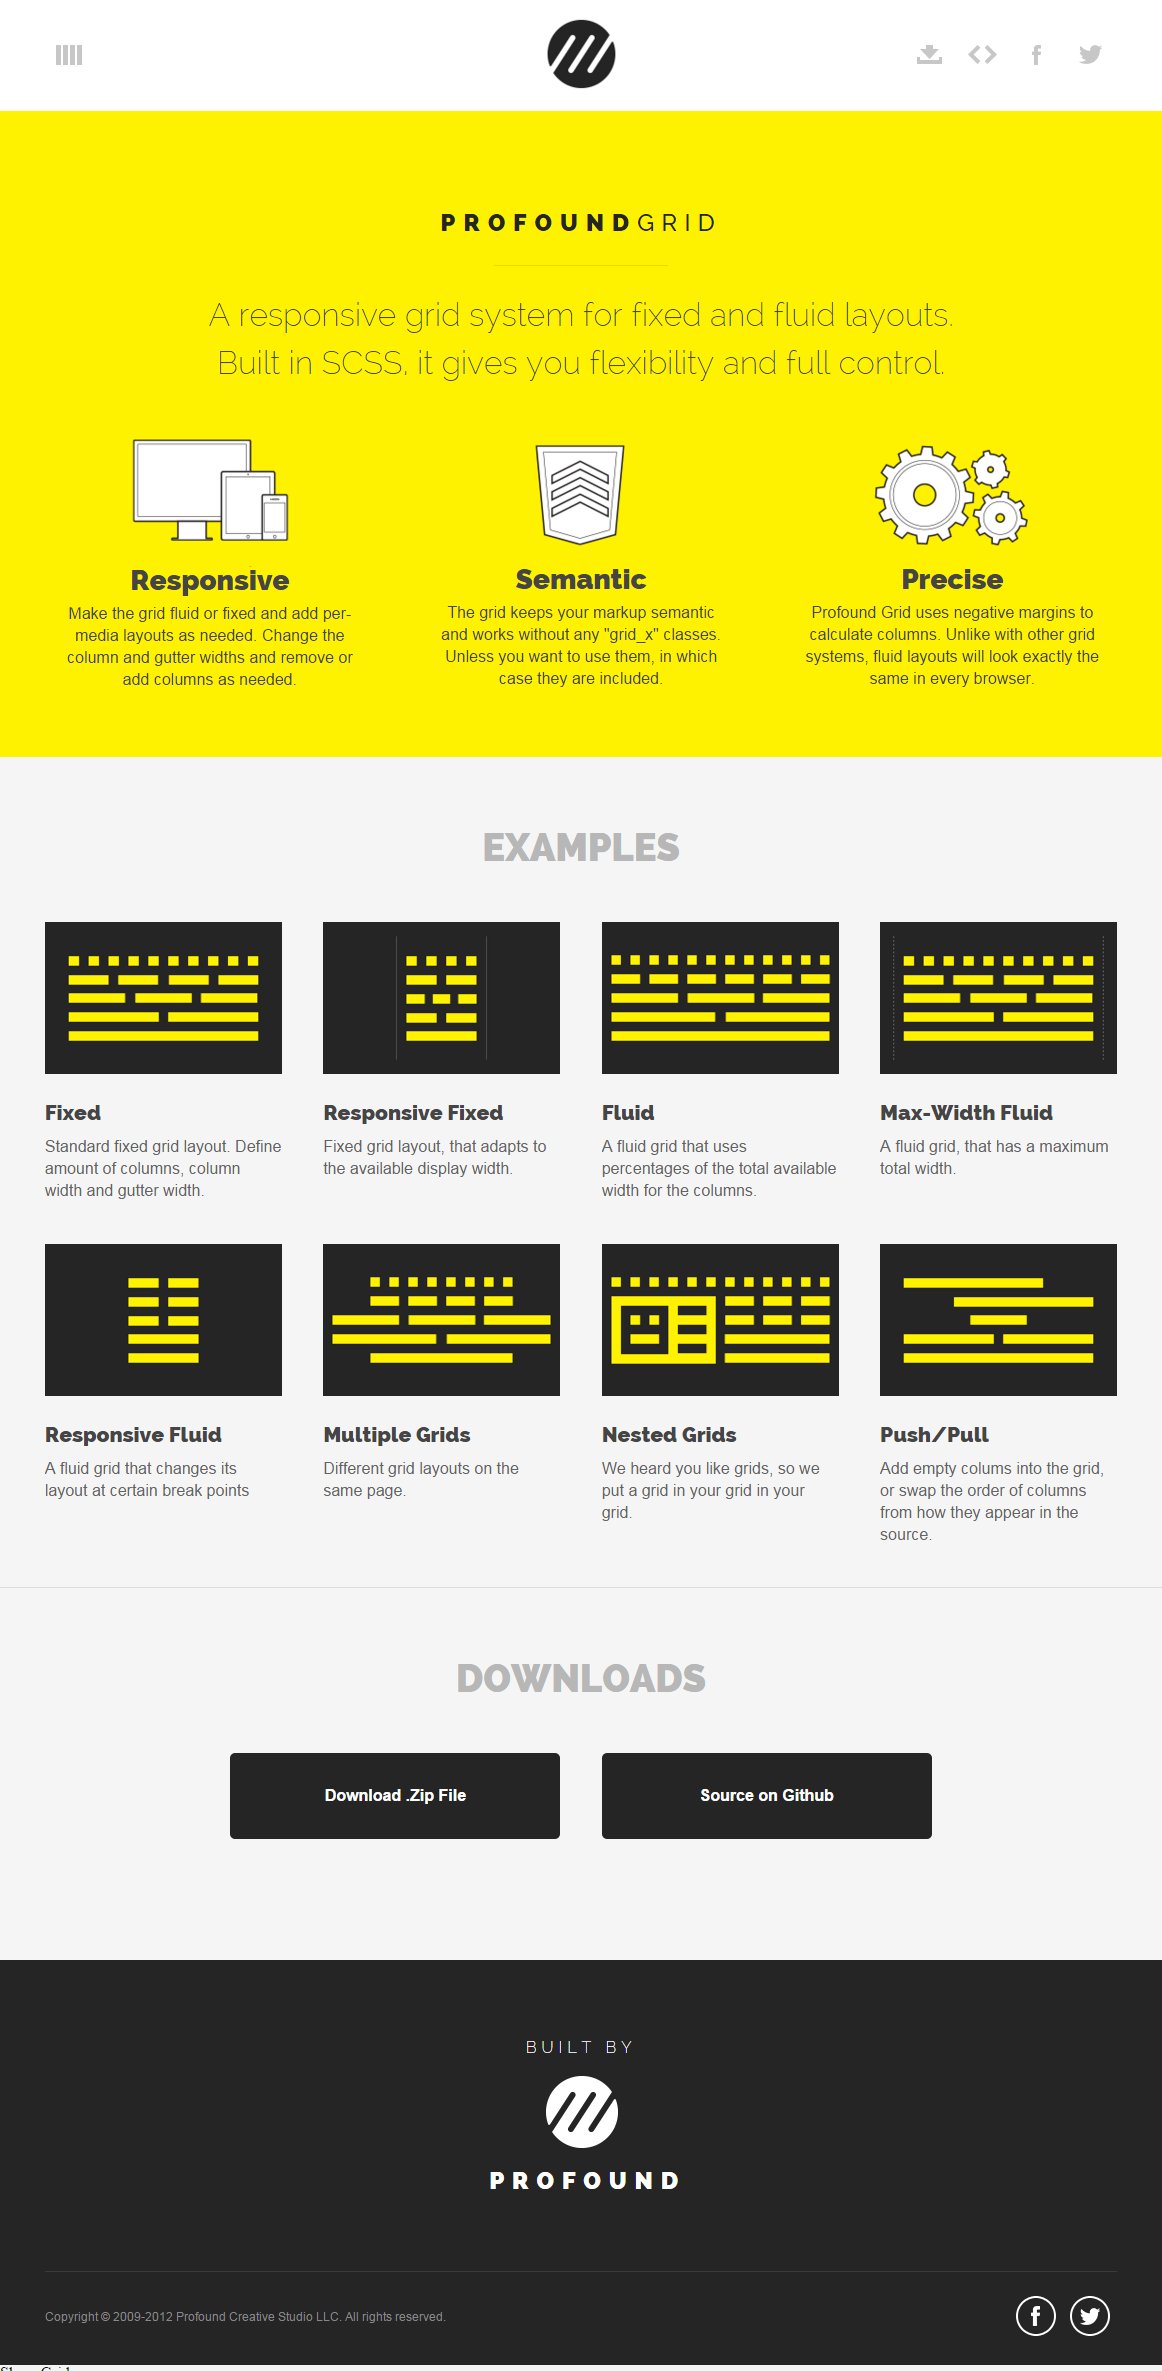 PROFOUNDGRID
A responsive grid system for fixed and fluid layouts.
Built in SCSS, it gives you flexibility and full control.
Responsive
Make the grid fluid or fixed and add per-
media layouts as needed. Change the
column and gutter widths and remove or
add columns as needed.
Semantic
The grid keeps your markup semantic
and works without any "grid_x" classes.
Unless you want to use them, in which
case they are included.
Precise
Profound Grid uses negative margins to
calculate columns. Unlike with other grid
systems, fluid layouts will look exactly the
same in every browser.
EXAMPLES
Fixed
Standard fixed grid layout. Define
amount of columns, column
width and gutter width.
Responsive Fixed
Fixed grid layout, that adapts to
the available display width.
Fluid
A fluid grid that uses
percentages of the total available
width for the columns.
Max-Width Fluid
A fluid grid, that has a maximum
total width.
Responsive Fluid
A fluid grid that changes its
layout at certain break points
Multiple Grids
Different grid layouts on the
same page.
Nested Grids
We heard you like grids, so we
put a grid in your grid in your
grid.
Push/Pull
Add empty colums into the grid,
or swap the order of columns
from how they appear in the
source.
DOWNLOADS
Download .Zip File
Source on Github
BUILT BY
PROFOUND
Copyright © 2009-2012 Profound Creative Studio LLC. All rights reserved.